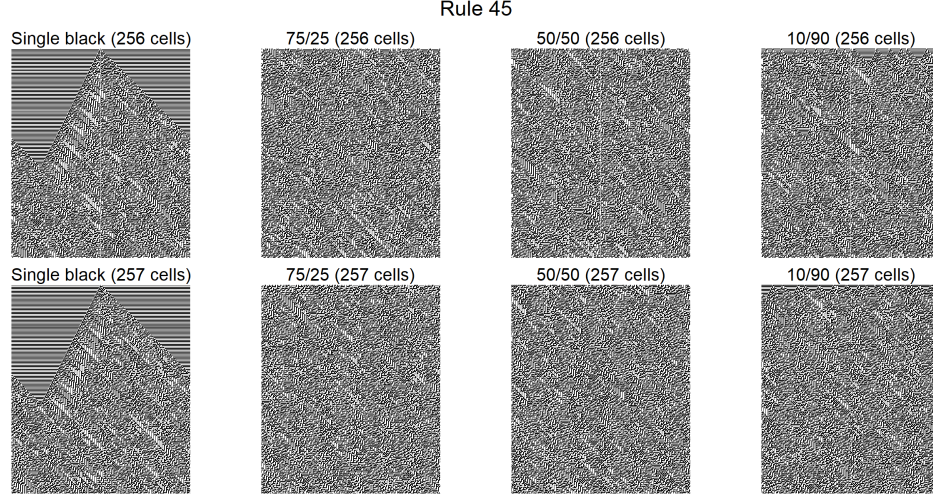 Rule 45
Single black (256 cells)
75/25 (256 cells)
50/50 (256 cells)
10/90 (256 cells)
Single black (257 cells)
75/25 (257 cells)
50/50 (257 cells)
10/90 (257 cells)